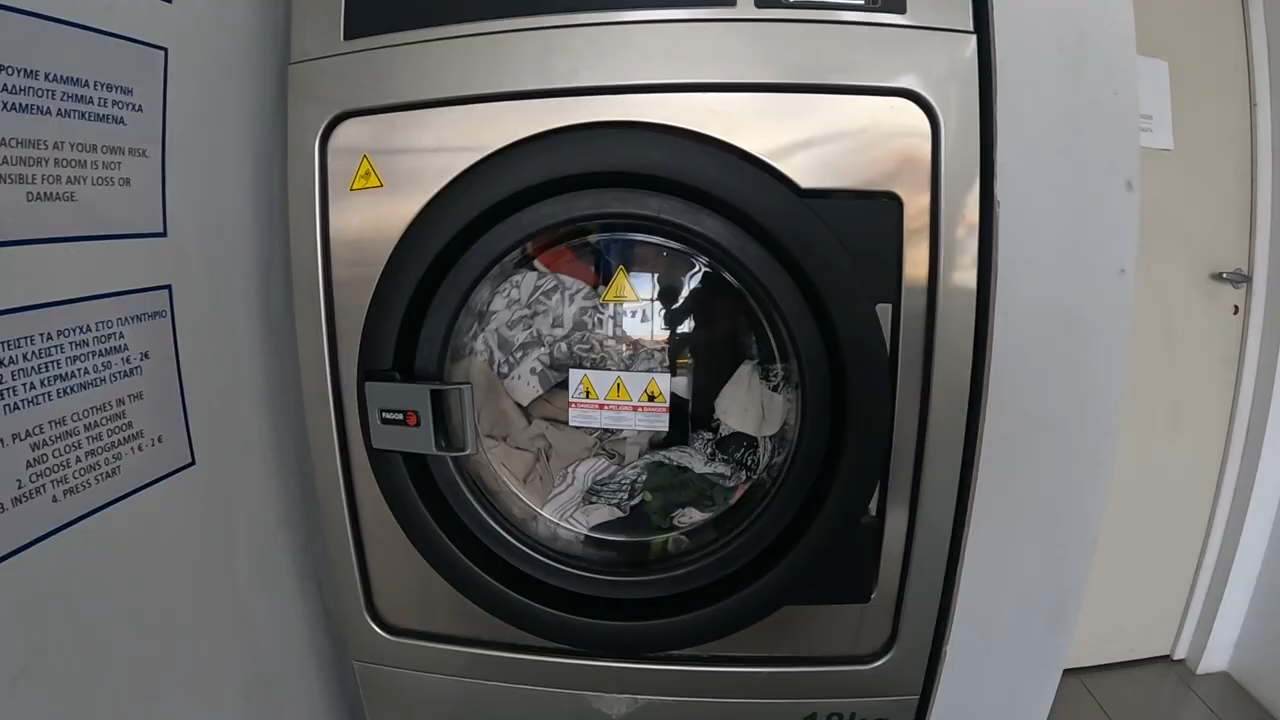 ΡΟΥΜΕ ΚΑΜΜΙΑ ΕΥΘΥΝΗ
ΑΔΗΠΟΤΕ ΖΗΜΙΑ ΣΕ ΡΟΥΧΑ
ΧΑΜΕΝΑ ΑΝΤΙΚΕΙΜΕΝΑ.
ACHINES AT YOUR OWN RISK.
AUNDRY ROOM IS NOT
NSIBLE FOR ANY LOSS OR
DAMAGE.
ΤΕΙΣΤΕ ΤΑ ΡΟΥΧΑ ΣΤΟ ΠΛΥΝΤΗΡΙΟ
ΚΑΙ ΚΛΕΙΣΤΕ ΤΗΝ ΠΟΡΤΑ
2. ΕΠΙΛΕΞΤΕ ΠΡΟΓΡΑΜΜΑ
ΞΤΕ ΤΑ ΚΕΡΜΑΤΑ 0,50 - 1€ - 2€
ΠΑΤΗΣΤΕ ΕΚΚΙΝΗΣΗ (START)
1. PLACE THE CLOTHES IN THE
WASHING MACHINE
AND CLOSE THE DOOR
2. CHOOSE A PROGRAMME
3. INSERT THE COINS 0.50 - 1 € - 2 €
4. PRESS START
FAGOR
DANGER PELIGRO DANGER
18kg